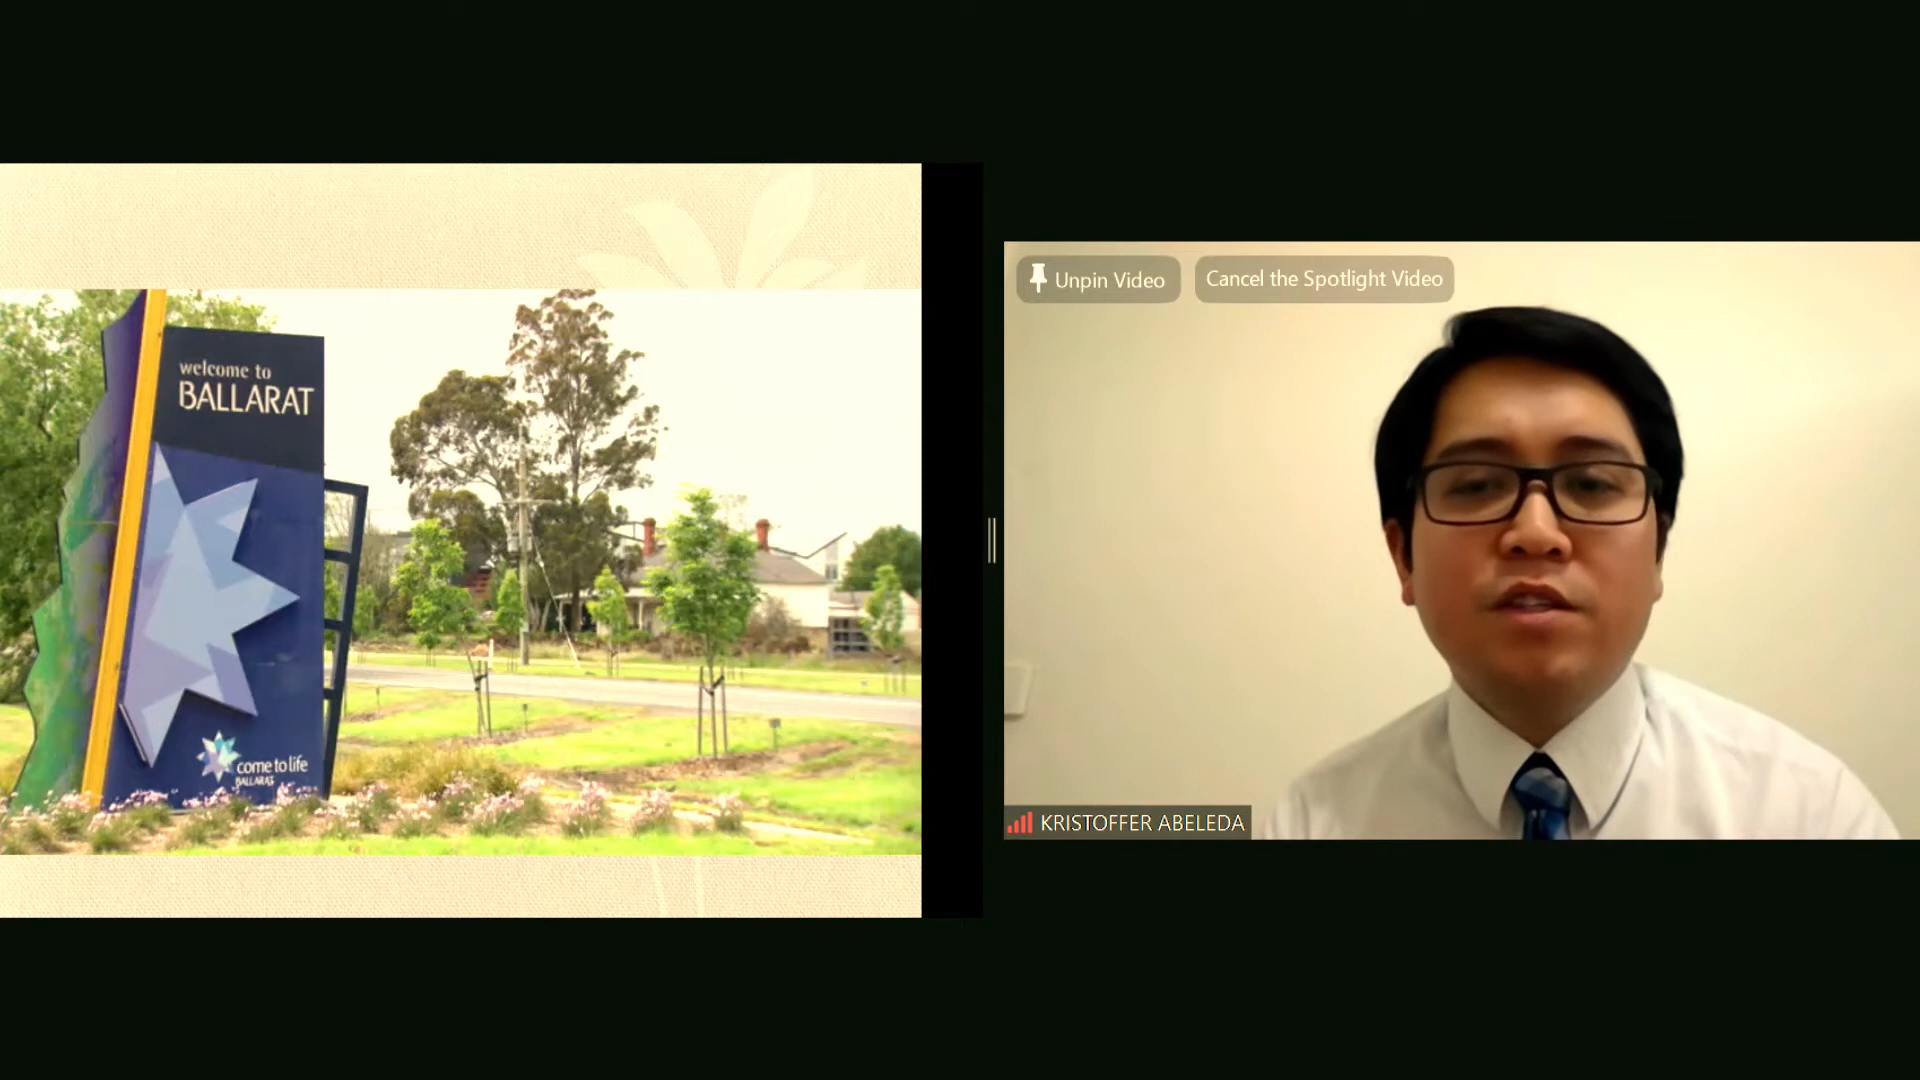 welcome to
BALLARAT
come to life
BALLARAT
Unpin Video
Cancel the Spotlight Video
KRISTOFFER ABELEDA